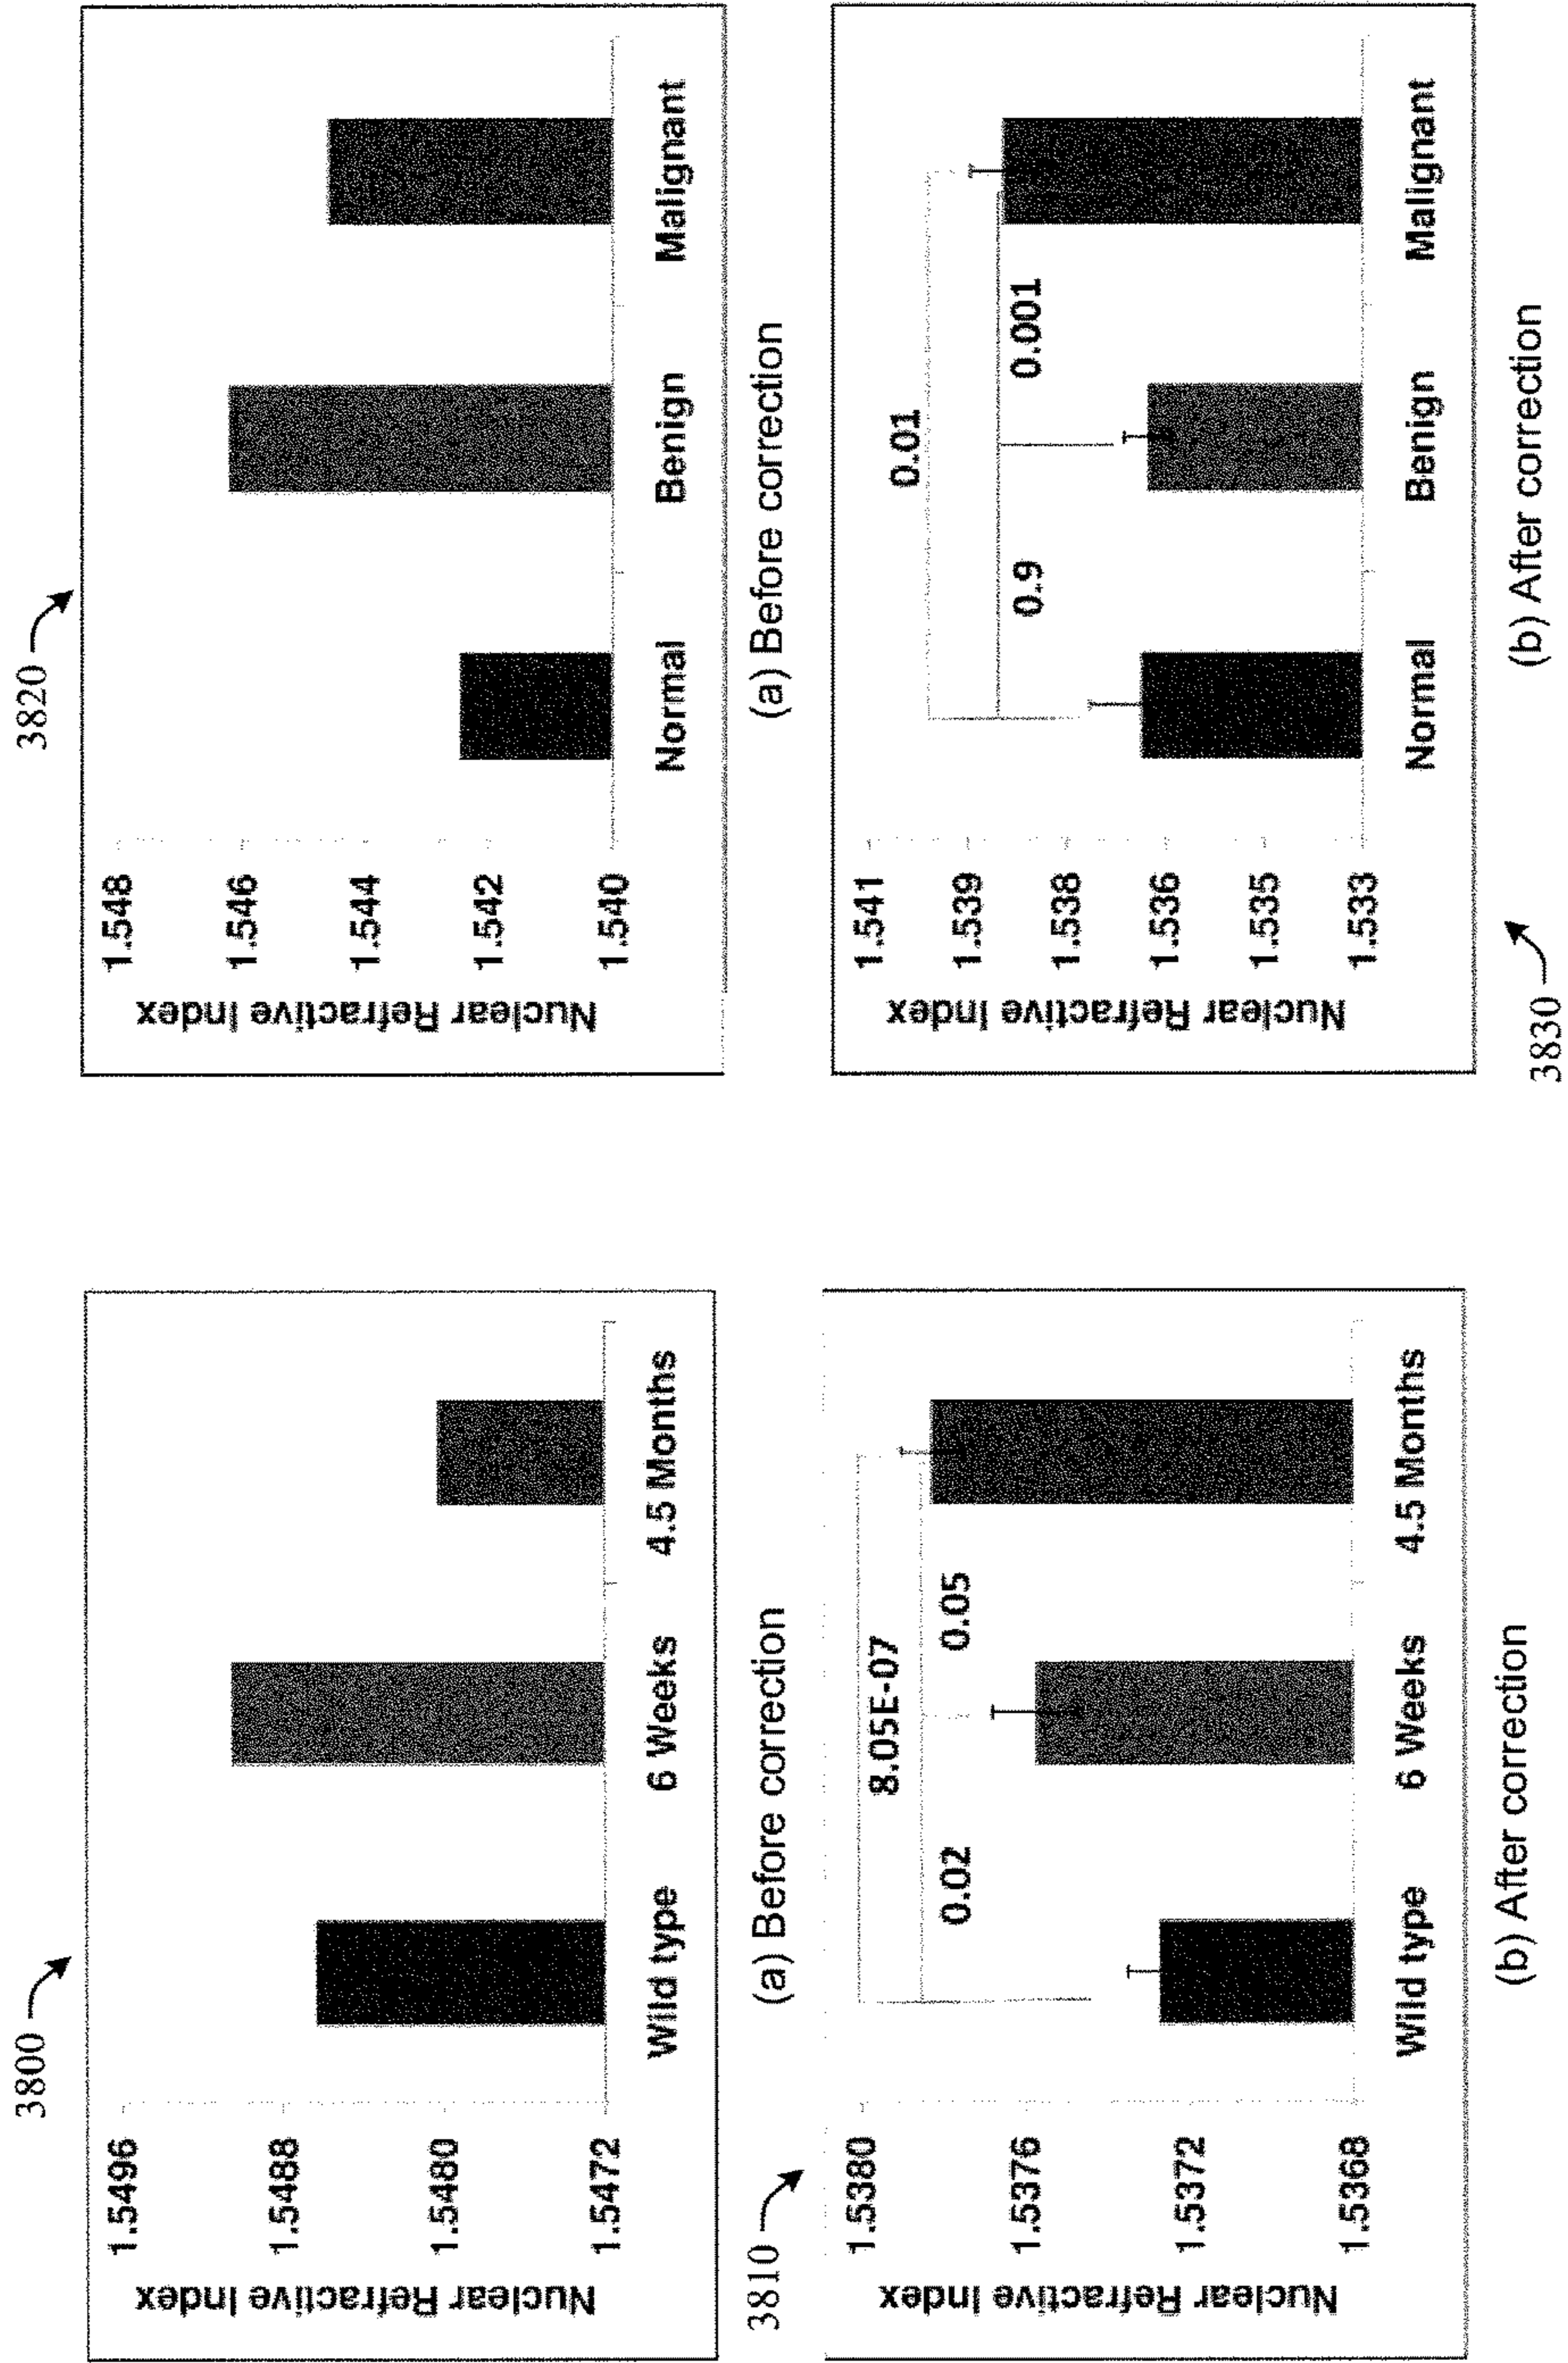 3800
1.5496
1.5488
1.5480
1.5472
Nuclear Refractive Index
Wild type
6 Weeks
4.5 Months
(a) Before correction
3810
1.5380
1.5376
1.5372
1.5368
Nuclear Refractive Index
8.05E-07
0.02
0.05
Wild type
6 Weeks
4.5 Months
(b) After correction
3820
1.548
1.546
1.544
1.542
1.540
Nuclear Refractive Index
Normal
Benign
Malignant
(a) Before correction
1.541
1.539
1.538
1.536
1.535
1.533
Nuclear Refractive Index
0.01
0.9
0.001
Normal
Benign
Malignant
3830
(b) After correction